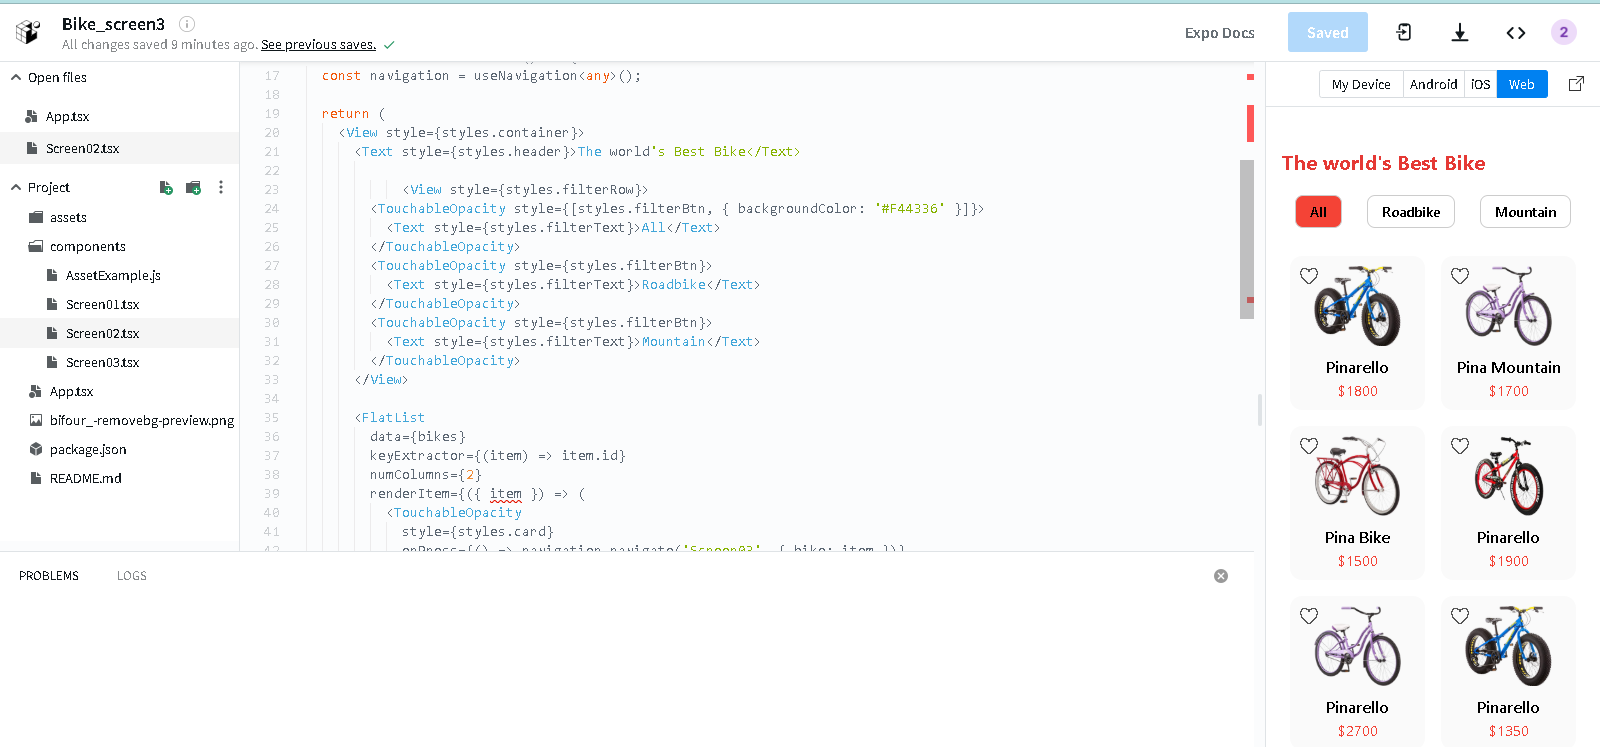 Bike_screen3
All changes saved 9 minutes ago. See previous saves.
Expo Docs
Saved
2
Open files
App.tsx
Screen02.tsx
Project
assets
components
AssetExample.js
Screen01.tsx
Screen02.tsx
Screen03.tsx
App.tsx
bifour_-removebg-preview.png
package.json
README.md
17 const navigation = useNavigation<any>();
18
19 return (
20 <View style={styles.container}>
21 <Text style={styles.header}>The world's Best Bike</Text>
22
23 <View style={styles.filterRow}>
24 <TouchableOpacity style={[styles.filterBtn, { backgroundColor: '#F44336' }]}>
25 <Text style={styles.filterText}>All</Text>
26 </TouchableOpacity>
27 <TouchableOpacity style={styles.filterBtn}>
28 <Text style={styles.filterText}>Roadbike</Text>
29 </TouchableOpacity>
30 <TouchableOpacity style={styles.filterBtn}>
31 <Text style={styles.filterText}>Mountain</Text>
32 </TouchableOpacity>
33 </View>
34
35 <FlatList
36 data={bikes}
37 keyExtractor={(item) => item.id}
38 numColumns={2}
39 renderItem={({ item }) => (
40 <TouchableOpacity
41 style={styles.card}
42 onPress={() => navigation.navigate('Screen03', { bike: item })}
PROBLEMS
LOGS
My Device
Android
iOS
Web
The world's Best Bike
All
Roadbike
Mountain
Pinarello
$1800
Pina Mountain
$1700
Pina Bike
$1500
Pinarello
$1900
Pinarello
$2700
Pinarello
$1350